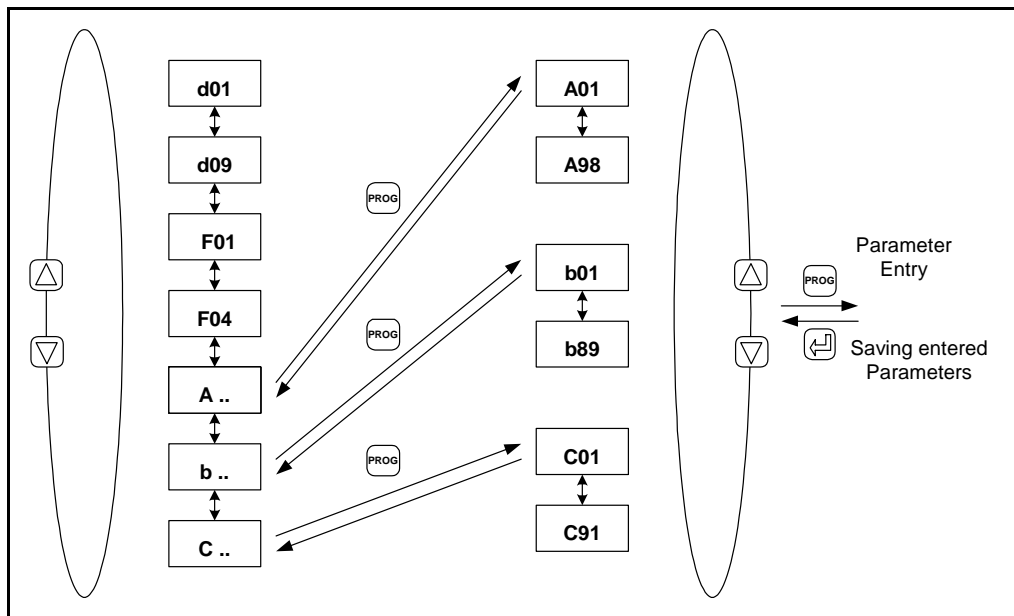 d01
d09
F01
F04
A ..
b ..
C ..
PROG
PROG
PROG
A01
A98
b01
b89
C01
C91
Parameter
Entry
PROG
Saving entered
Parameters